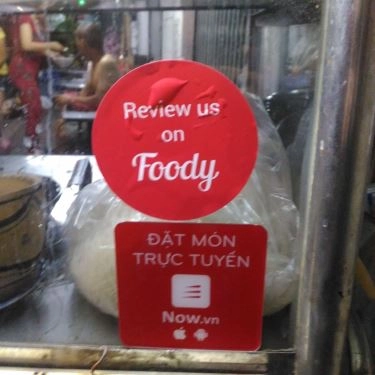 Review us
on
Foody
ĐẶT MÓN
TRỰC TUYẾN
Now.vn